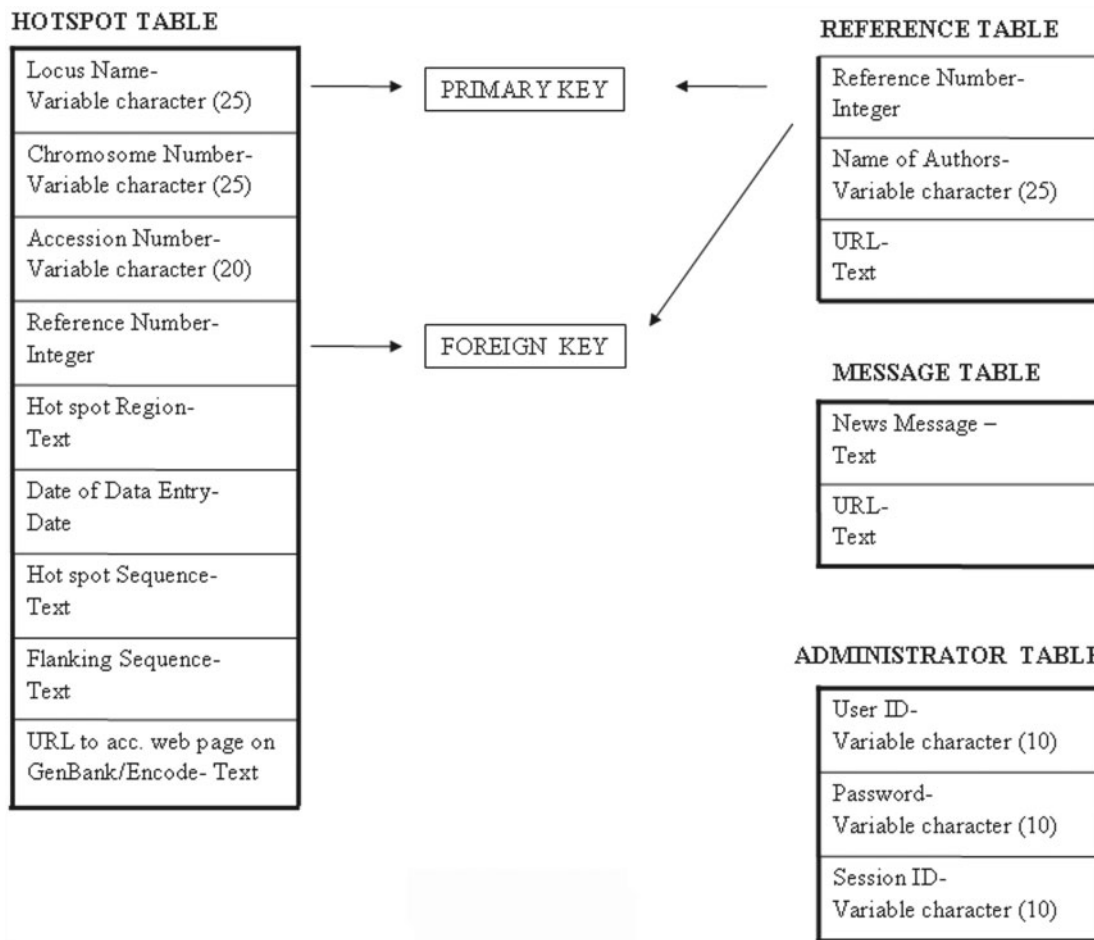 HOTSPOT TABLE
Locus Name-
Variable character (25)
Chromosome Number-
Variable character (25)
Accession Number-
Variable character (20)
Reference Number-
Integer
Hot spot Region-
Text
Date of Data Entry-
Date
Hot spot Sequence-
Text
Flanking Sequence-
Text
URL to acc. web page on
GenBank/Encode- Text
PRIMARY KEY
FOREIGN KEY
REFERENCE TABLE
Reference Number-
Integer
Name of Authors-
Variable character (25)
URL-
Text
MESSAGE TABLE
News Message –
Text
URL-
Text
ADMINISTRATOR TABLE
User ID-
Variable character (10)
Password-
Variable character (10)
Session ID-
Variable character (10)